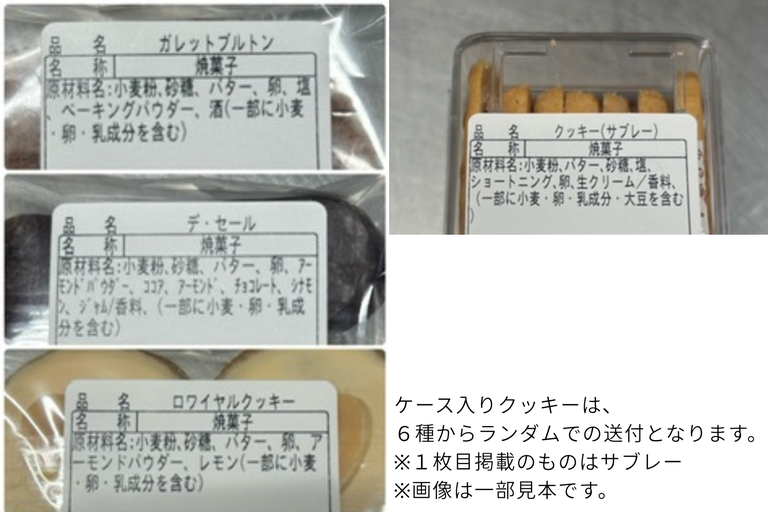 品名 ガレットブルトン
名称 焼菓子
原材料名:小麦粉、砂糖、バター、卵、塩
、ベーキングパウダー、酒(一部に小麦
・卵・乳成分を含む)
品名 デ・セール
名称 焼菓子
原材料名:小麦粉、砂糖、バター、卵、アー
モンドパウダー、ココア、アーモンド、チョコレート、シナモ
ン、ジャム/香料、(一部に小麦・卵・乳成
分を含む)
品名 ロワイヤルクッキー
名称 焼菓子
原材料名:小麦粉、砂糖、バター、卵、ア
ーモンドパウダー、レモン(一部に小麦
・卵・乳成分を含む)
品名 クッキー(サブレー)
名称 焼菓子
原材料名:小麦粉、バター、砂糖、塩、
ショートニング、卵、生クリーム/香料、
(一部に小麦・卵・乳成分・大豆を含む
)
ケース入りクッキーは、
6種からランダムでの送付となります。
※1枚目掲載のものはサブレー
※画像は一部見本です。